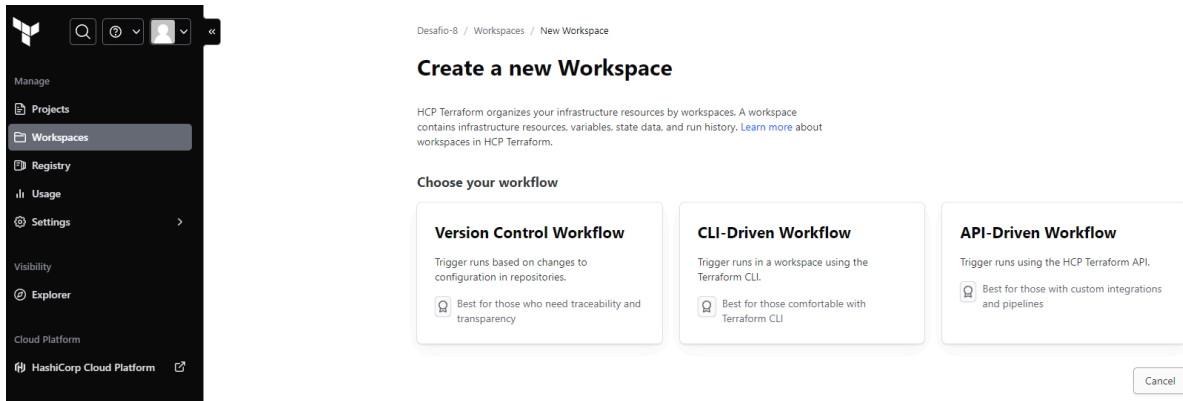 Manage
Projects
Workspaces
Registry
Usage
Settings
Visibility
Explorer
Cloud Platform
HashiCorp Cloud Platform
Desafio-8 / Workspaces / New Workspace
Create a new Workspace
HCP Terraform organizes your infrastructure resources by workspaces. A workspace
contains infrastructure resources, variables, state data, and run history. Learn more about
workspaces in HCP Terraform.
Choose your workflow
Version Control Workflow
Trigger runs based on changes to
configuration in repositories.
Best for those who need traceability and
transparency
CLI-Driven Workflow
Trigger runs in a workspace using the
Terraform CLI.
Best for those comfortable with
Terraform CLI
API-Driven Workflow
Trigger runs using the HCP Terraform API.
Best for those with custom integrations
and pipelines
Cancel